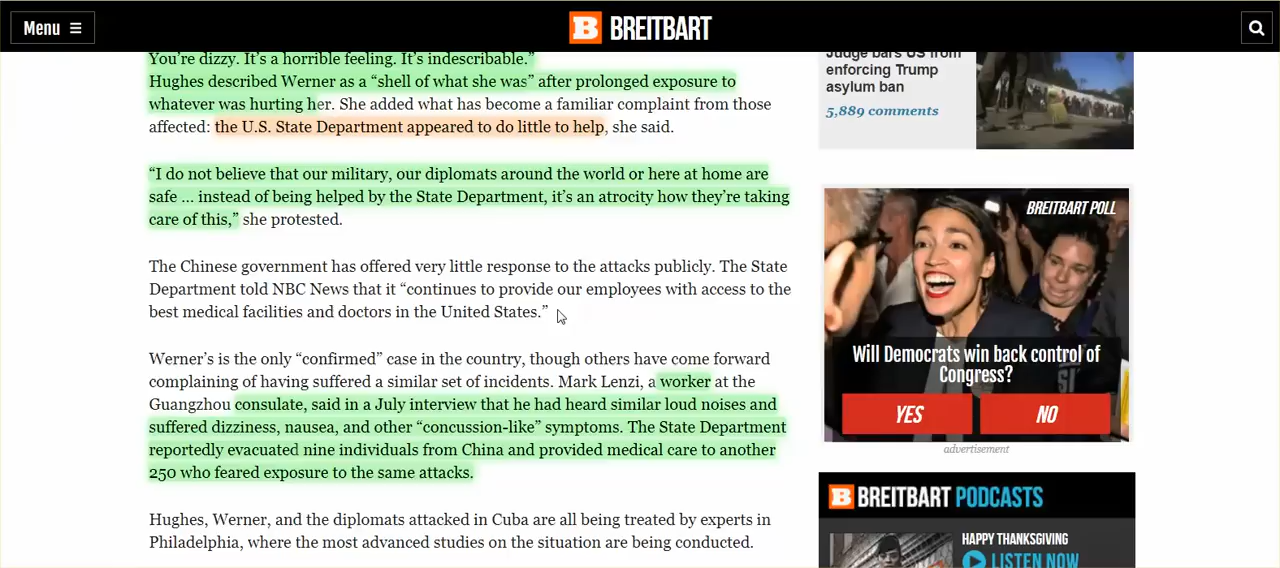 Menu
BREITBART
You're dizzy. It's a horrible feeling. It's indescribable.”
Hughes described Werner as a “shell of what she was” after prolonged exposure to
whatever was hurting her. She added what has become a familiar complaint from those
affected: the U.S. State Department appeared to do little to help, she said.
“I do not believe that our military, our diplomats around the world or here at home are
safe … instead of being helped by the State Department, it's an atrocity how they're taking
care of this,” she protested.
The Chinese government has offered very little response to the attacks publicly. The State
Department told NBC News that it “continues to provide our employees with access to the
best medical facilities and doctors in the United States.”
Werner's is the only “confirmed” case in the country, though others have come forward
complaining of having suffered a similar set of incidents. Mark Lenzi, a worker at the
Guangzhou consulate, said in a July interview that he had heard similar loud noises and
suffered dizziness, nausea, and other “concussion-like” symptoms. The State Department
reportedly evacuated nine individuals from China and provided medical care to another
250 who feared exposure to the same attacks.
Hughes, Werner, and the diplomats attacked in Cuba are all being treated by experts in
Philadelphia, where the most advanced studies on the situation are being conducted.
Judge bars US from
enforcing Trump
asylum ban
5,889 comments
BREITBART POLL
Will Democrats win back control of
Congress?
YES
NO
advertisement
BREITBART PODCASTS
HAPPY THANKSGIVING
LISTEN NOW